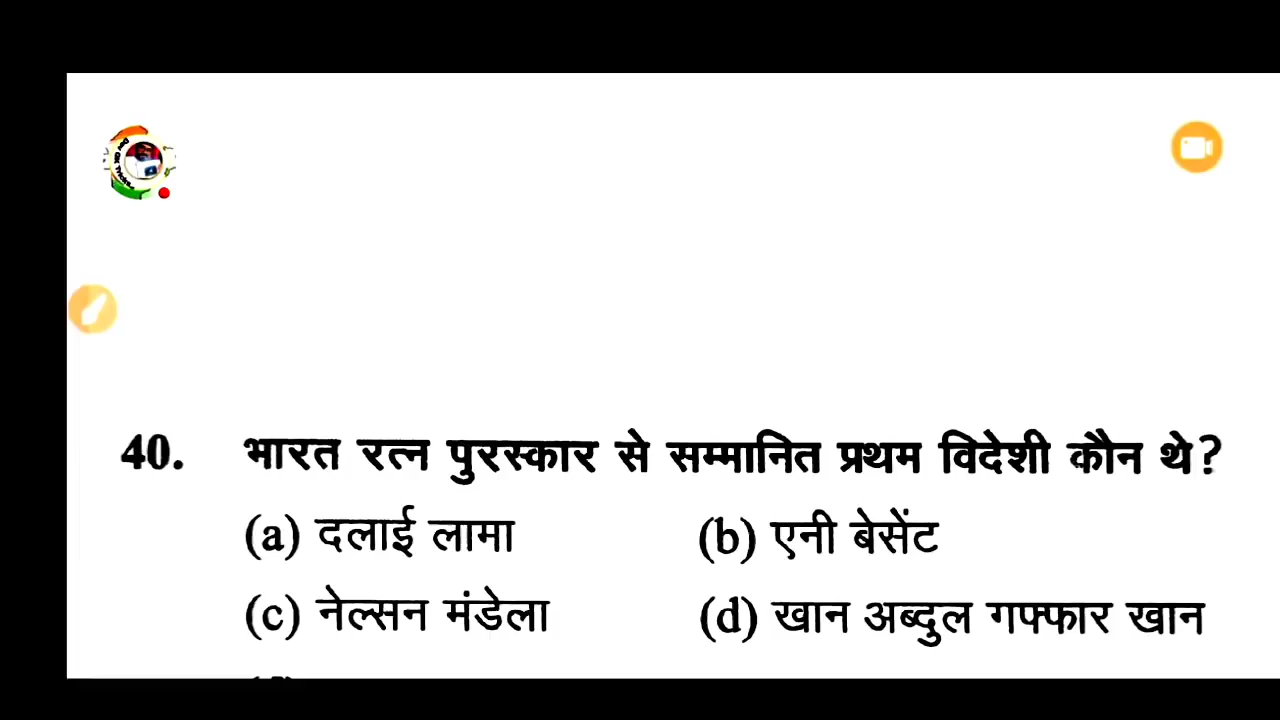 40. भारत रत्न पुरस्कार से सम्मानित प्रथम विदेशी कौन थे?
(a) दलाई लामा (b) एनी बेसेंट
(c) नेल्सन मंडेला (d) खान अब्दुल गफ्फार खान